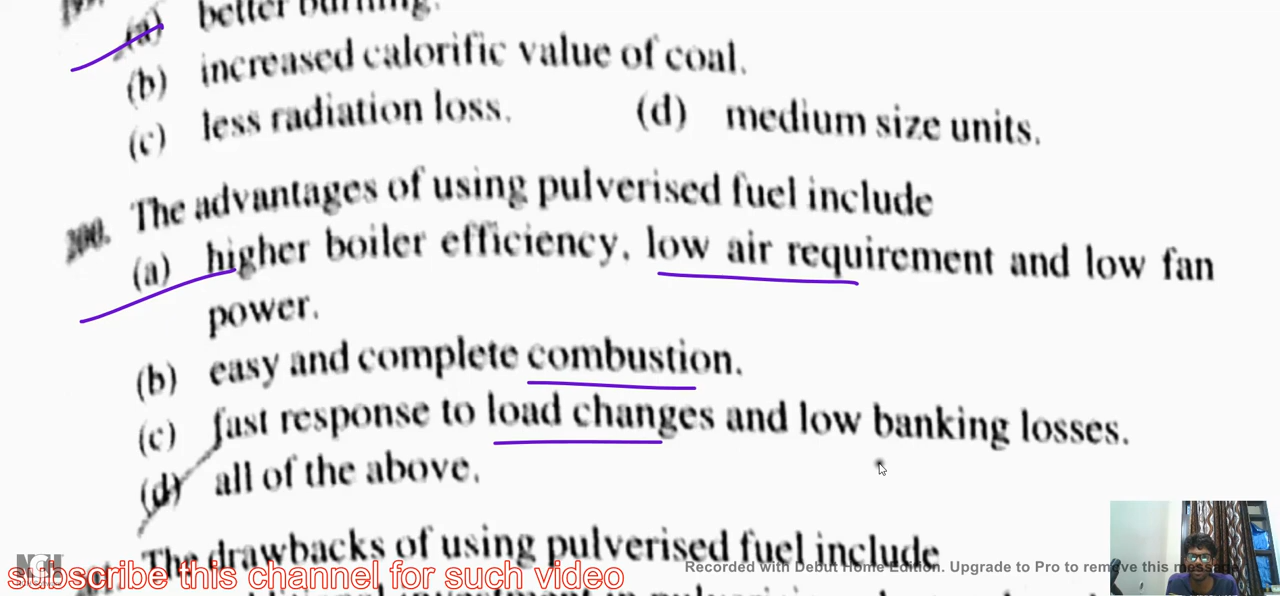 (a) better burning.
(b) increased calorific value of coal.
(c) less radiation loss. (d) medium size units.
200. The advantages of using pulverised fuel include
(a) higher boiler efficiency, low air requirement and low fan
power.
(b) easy and complete combustion.
(c) fast response to load changes and low banking losses.
(d) all of the above.
The drawbacks of using pulverised fuel include
subscribe this channel for such video
Recorded with Debut Home Edition. Upgrade to Pro to remove this message